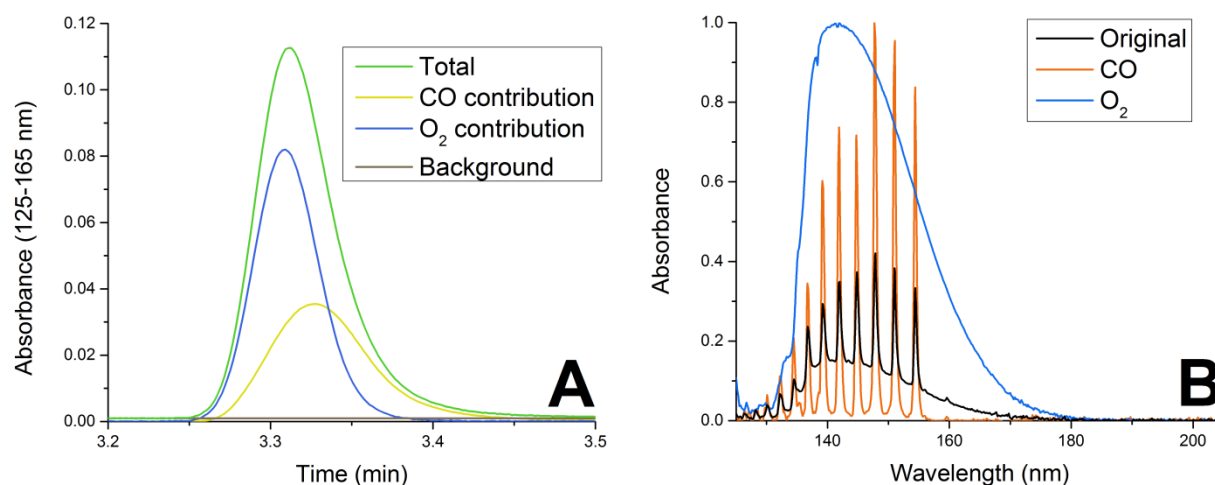 0.12
0.10
0.08
0.06
0.04
0.02
0.00
3.2
3.3
3.4
3.5
Absorbance (125-165 nm)
Time (min)
Total
CO contribution
O₂ contribution
Background
A
1.0
0.8
0.6
0.4
0.2
0.0
140
160
180
200
Absorbance
Wavelength (nm)
Original
CO
O₂
B